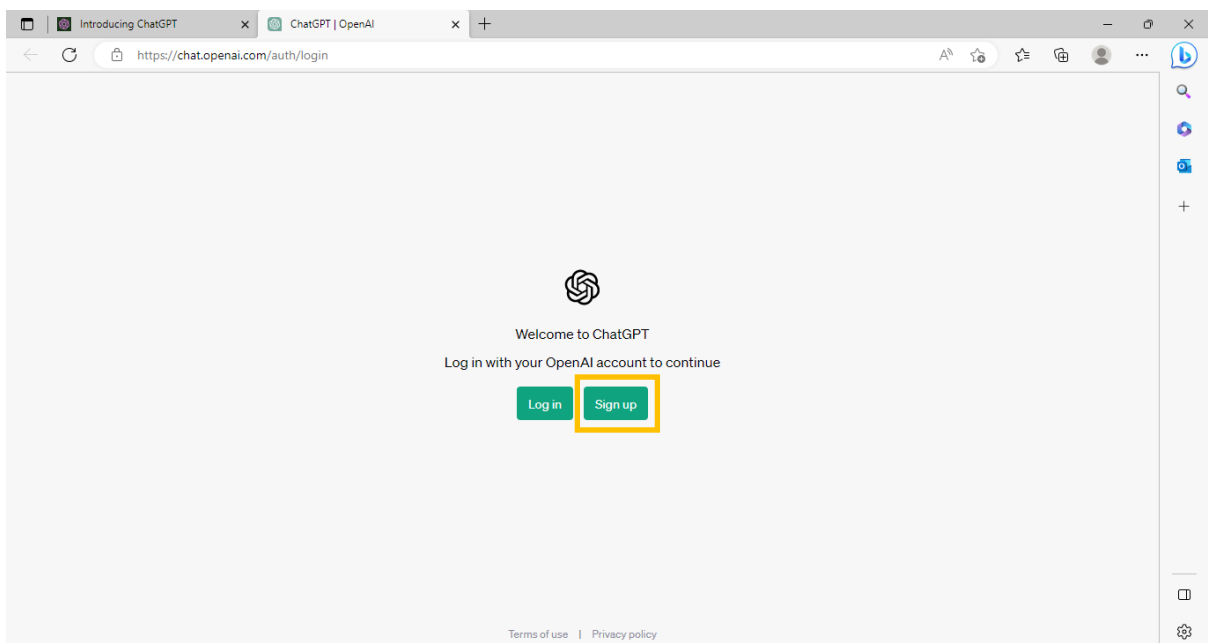 Introducing ChatGPT
ChatGPT | OpenAI
https://chat.openai.com/auth/login
Welcome to ChatGPT
Log in with your OpenAI account to continue
Log in Sign up
Terms of use | Privacy policy